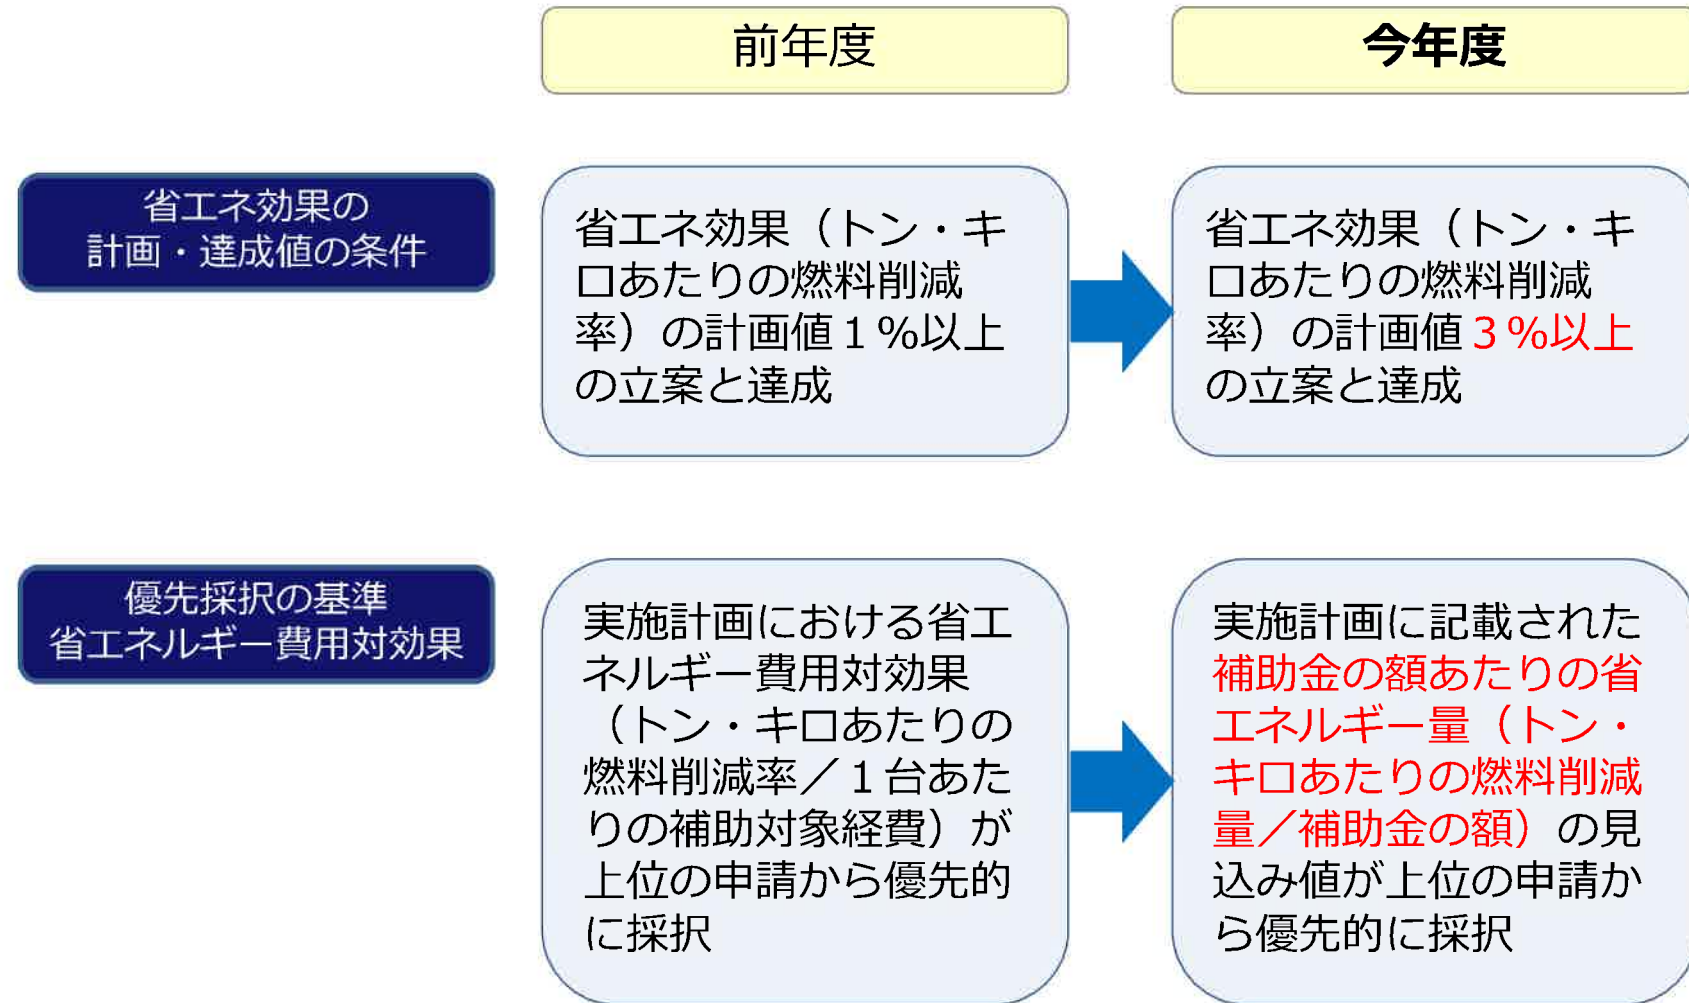 前年度
今年度
省エネ効果の
計画・達成値の条件
省エネ効果（トン・キ
ロあたりの燃料削減
率）の計画値１%以上
の立案と達成
省エネ効果（トン・キ
ロあたりの燃料削減
率）の計画値３%以上
の立案と達成
優先採択の基準
省エネルギー費用対効果
実施計画における省エ
ネルギー費用対効果
（トン・キロあたりの
燃料削減率／１台あた
りの補助対象経費）が
上位の申請から優先的
に採択
実施計画に記載された
補助金の額あたりの省
エネルギー量（トン・
キロあたりの燃料削減
量／補助金の額）の見
込み値が上位の申請か
ら優先的に採択